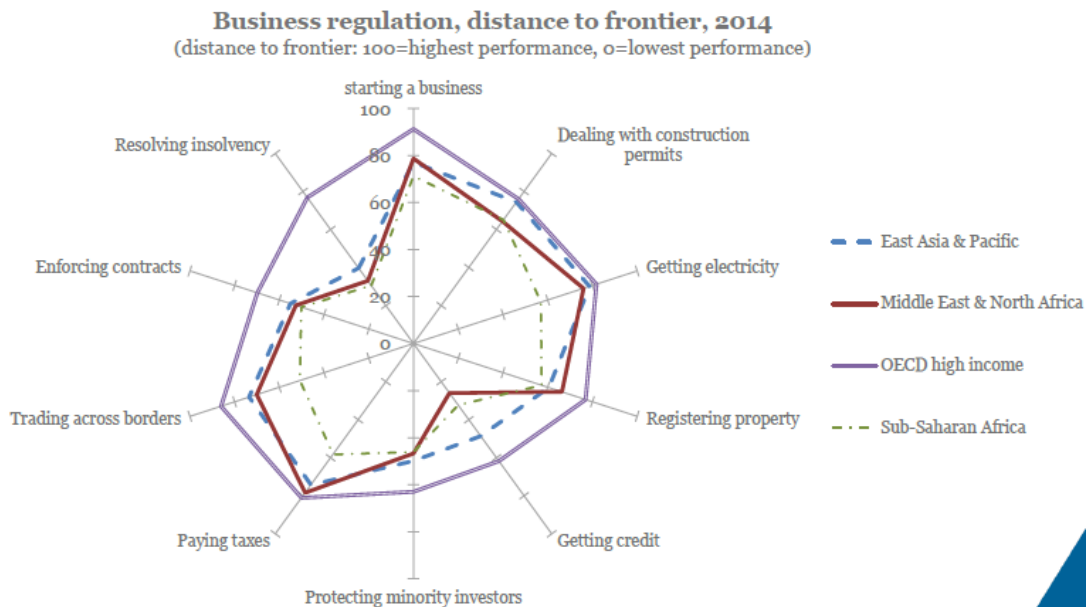 Business regulation, distance to frontier, 2014
(distance to frontier: 100=highest performance, 0=lowest performance)
starting a business
100
80
60
40
20
0
Dealing with construction
permits
Getting electricity
Registering property
Getting credit
Protecting minority investors
Paying taxes
Trading across borders
Enforcing contracts
Resolving insolvency
East Asia & Pacific
Middle East & North Africa
OECD high income
Sub-Saharan Africa